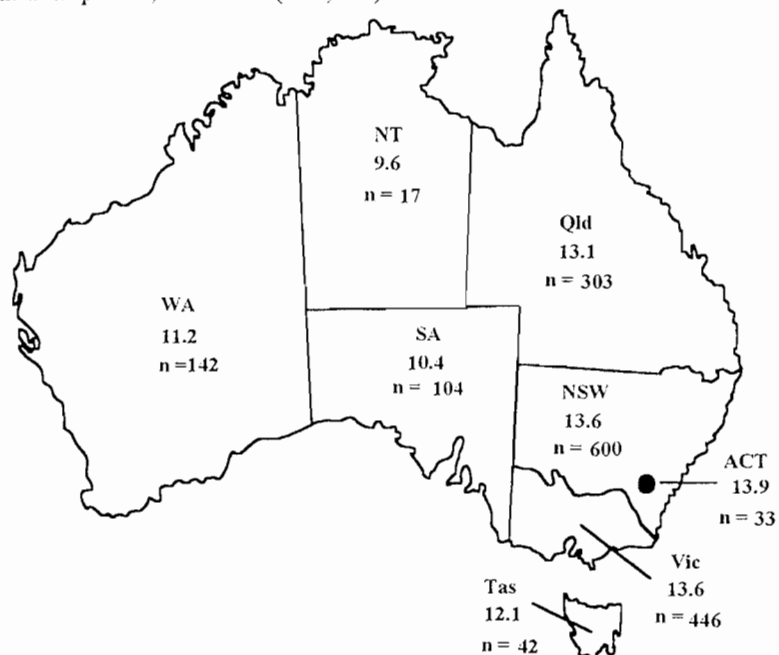 NT
9.6
n = 17
Qld
13.1
n = 303
WA
11.2
n =142
SA
10.4
n = 104
NSW
13.6
n = 600
ACT
13.9
n = 33
Vic
13.6
n = 446
Tas
12.1
n = 42